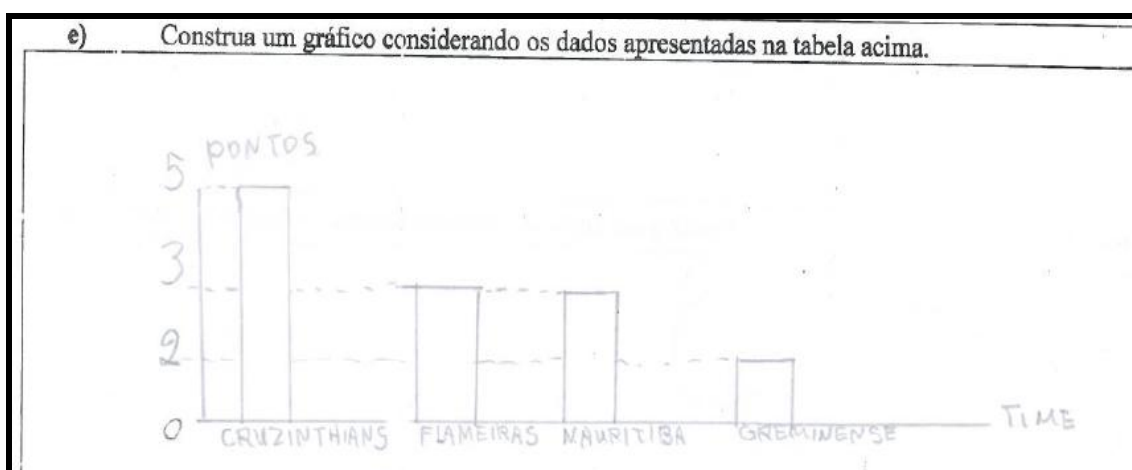 e) Construa um gráfico considerando os dados apresentadas na tabela acima.
PONTOS
5
3
2
0
CRUZINTHIANS FLAMEIRAS MAURITIBA GREMINENSE TIME